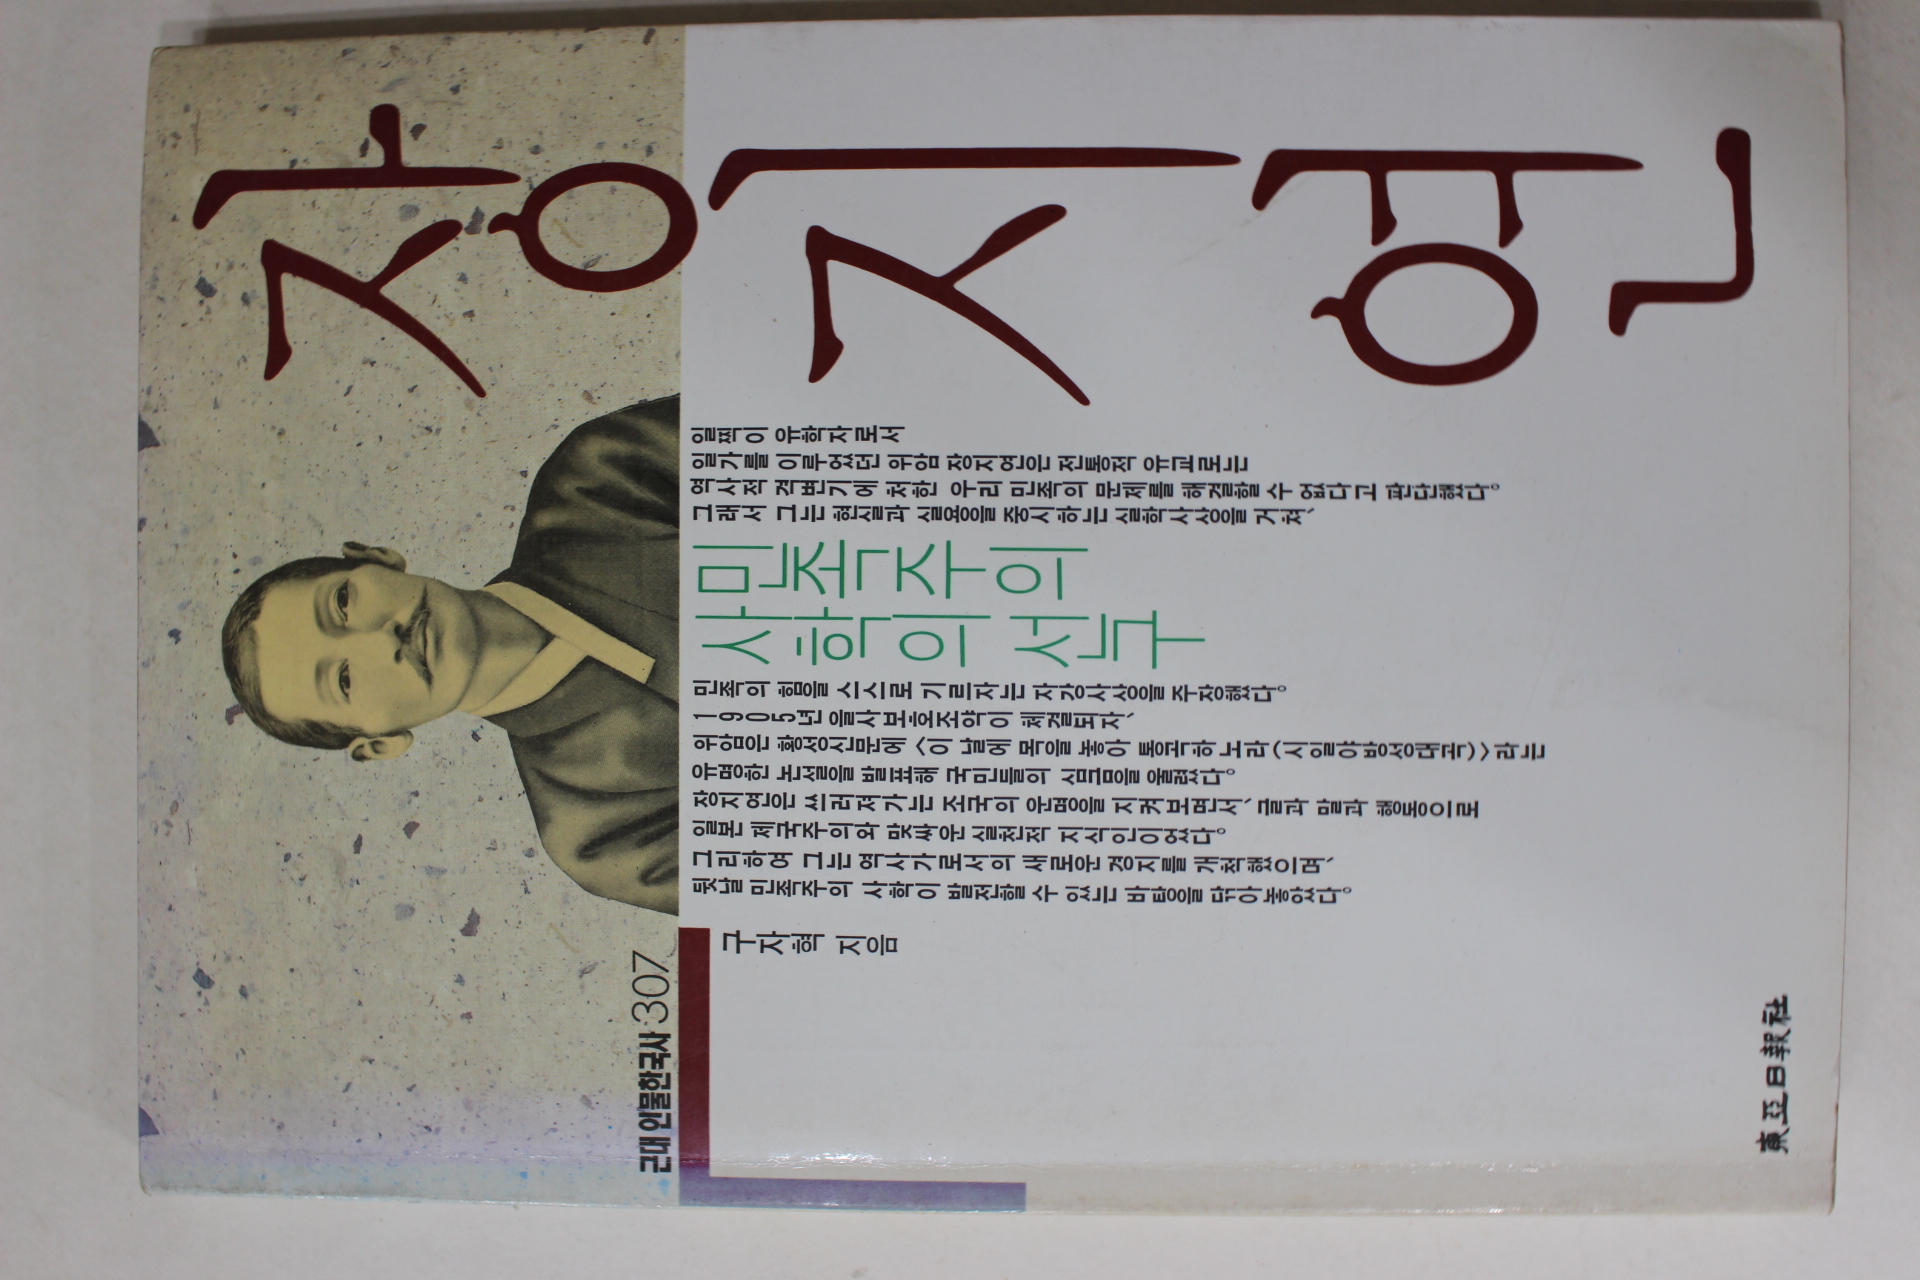 장지연
일찍이 유학자로서
일가를 이루었던 위암 장지연은 전통적 유교로는
역사적 격변기에 처한 우리 민족의 문제를 해결할 수 없다고 판단했다.
그래서 그는 현실과 실용을 중시하는 실학사상을 거쳐,
민족주의
사학의 선구
민족의 힘을 스스로 기르자는 자강사상을 주장했다.
1905년 을사보호조약이 체결되자,
위암은 황성신문에 <이 날에 목을 놓아 통곡하노라(시일야방성대곡)>라는
유명한 논설을 발표해 국민들의 심금을 울렸다.
장지연은 쓰러져가는 조국의 운명을 지켜보면서, 글과 말과 행동으로
일본 제국주의와 맞싸운 실천적 지식인이었다.
그리하여 그는 역사가로서의 새로운 경지를 개척했으며,
뒷날 민족주의 사학이 발전할 수 있는 바탕을 닦아 놓았다.
구자혁 지음
근대 인물한국사·307
東亞日報社